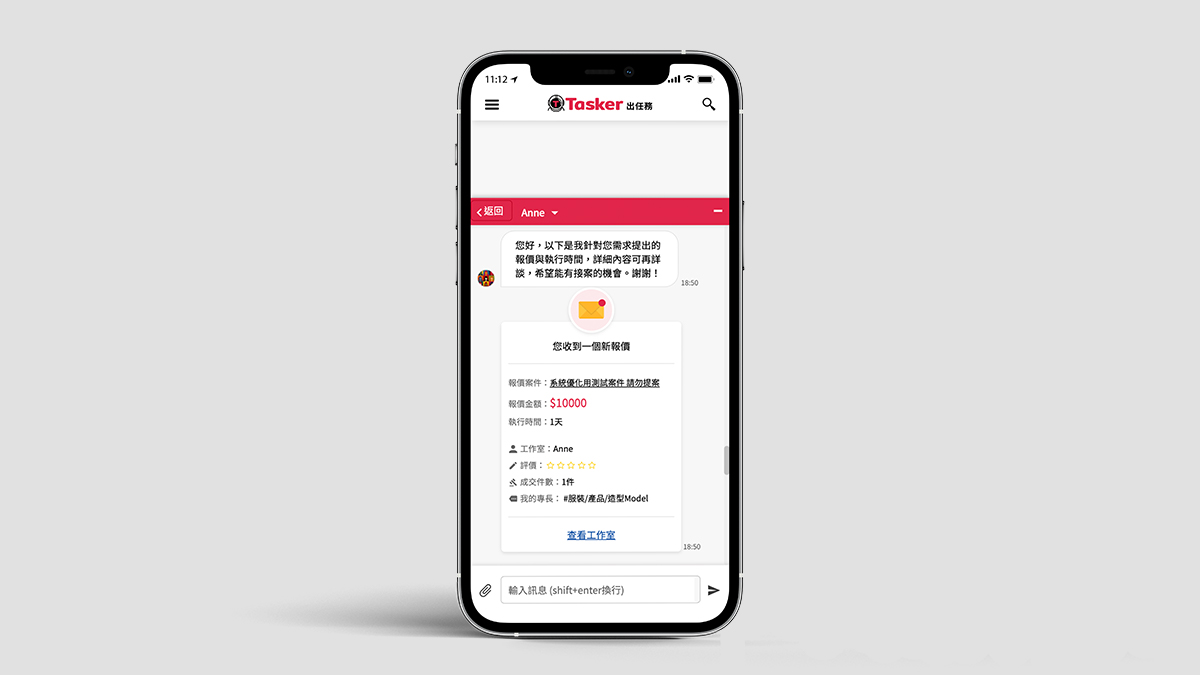 11:12
Tasker 出任務
返回 Anne
您好，以下是我針對您需求提出的
報價與執行時間，詳細內容可再詳
談，希望能有接案的機會。謝謝！
18:50
您收到一個新報價
報價案件：系統優化用測試案件 請勿提案
報價金額：$10000
執行時間：1天
工作室：Anne
評價：
成交件數：1件
我的專長： #服裝/產品/造型Model
查看工作室
18:50
輸入訊息 (shift+enter換行)